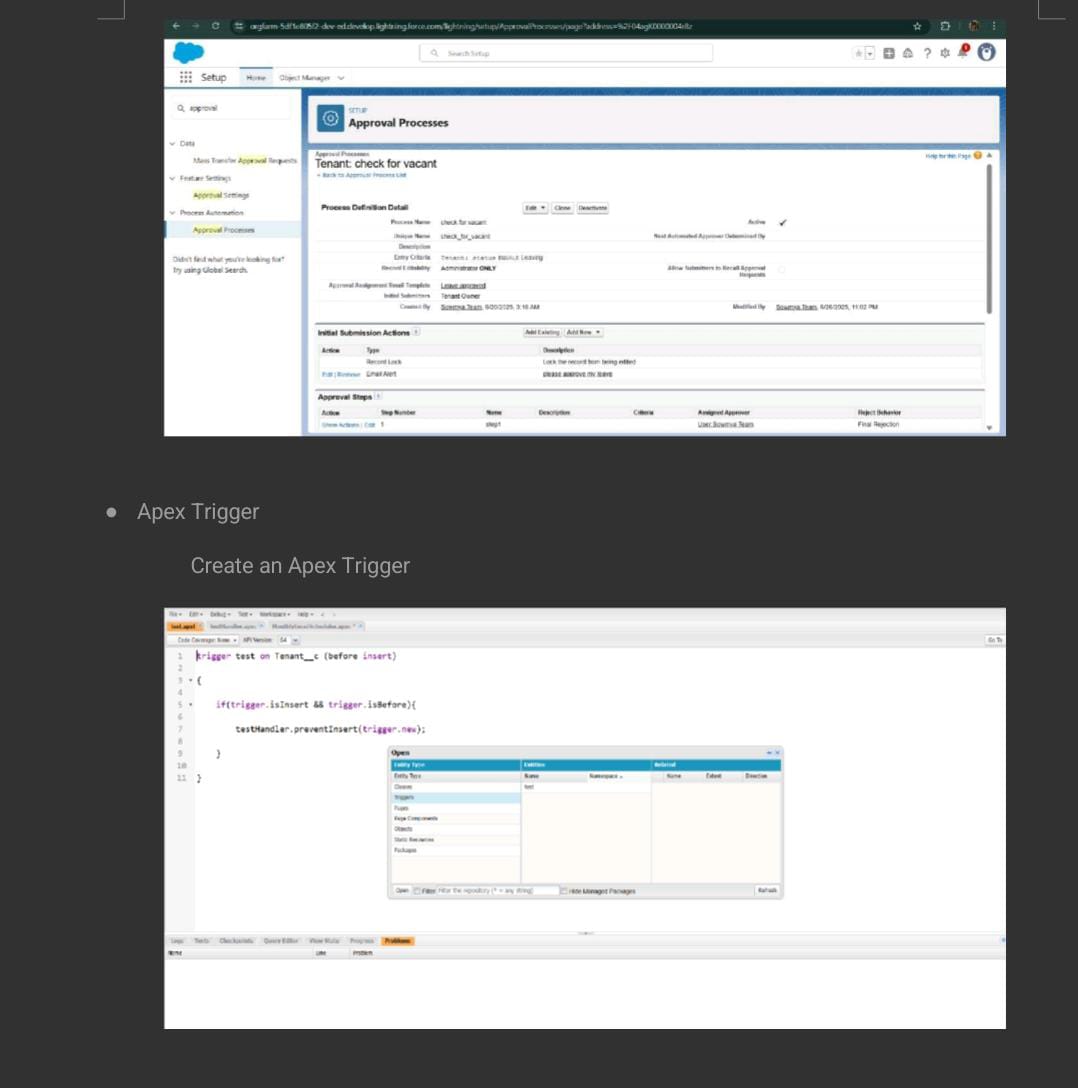 orgfarm-5df1e605f2-dev-ed.develop.lightning.force.com/lightning/setup/ApprovalProcesses/page?address=%2F04agK0000004s8z
Search Setup
Setup Home Object Manager
approval
SETUP
Approval Processes
Data
Mass Transfer Approval Requests
Feature Settings
Approval Settings
Process Automation
Approval Processes
Didn't find what you're looking for?
Try using Global Search.
Approval Processes
Tenant: check for vacant
« Back to Approval Process List
Help for this Page
Process Definition Detail Edit Clone Deactivate
Process Name check for vacant Active
Unique Name check_for_vacant Next Automated Approver Determined By
Description
Entry Criteria Tenant: status EQUALS Leaving
Record Editability Administrator ONLY Allow Submitters to Recall Approval Requests
Approval Assignment Email Template Leave approved
Initial Submitters Tenant Owner
Created By Sowmya Team, 6/20/2025, 3:16 AM Modified By Sowmya Team, 6/26/2025, 11:02 PM
Initial Submission Actions Add Existing Add New
Action Type Description
Record Lock Lock the record from being edited
Edit | Remove Email Alert please approve my leave
Approval Steps
Action Step Number Name Description Criteria Assigned Approver Reject Behavior
Show Actions | Edit 1 step1 User:Sowmya Team Final Rejection
● Apex Trigger
Create an Apex Trigger
File Edit Debug Test Workspace Help < >
test.apxt testHandler.apxc
Code Coverage: None API Version: 64 Go To
1 trigger test on Tenant__c (before insert)
2
3 {
4
5 if(trigger.isInsert && trigger.isBefore){
6
7 testHandler.preventInsert(trigger.new);
8
9 }
10
11 }
Open
Entity Type Entities Related
Entity Type Name Namespace Name Extent Direction
Classes test
Triggers
Pages
Page Components
Objects
Static Resources
Packages
Open Filter Filter the repository (* = any string) Hide Managed Packages Refresh
Logs Tests Checkpoints Query Editor View State Progress Problems
Name Line Problem